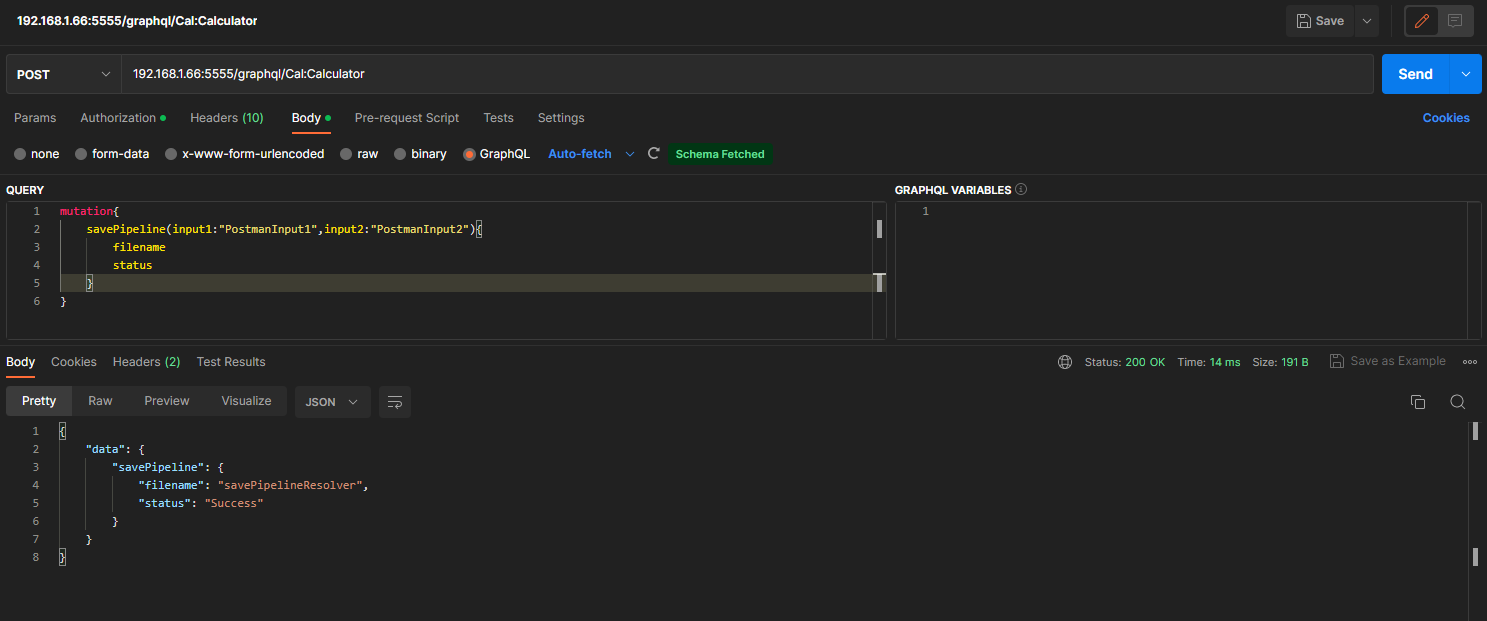 192.168.1.66:5555/graphql/Cal:Calculator
Save
POST 192.168.1.66:5555/graphql/Cal:Calculator Send
Params Authorization Headers (10) Body Pre-request Script Tests Settings Cookies
none form-data x-www-form-urlencoded raw binary GraphQL Auto-fetch Schema Fetched
QUERY
1 mutation{
2 savePipeline(input1:"PostmanInput1",input2:"PostmanInput2"){
3 filename
4 status
5 }
6 }
GRAPHQL VARIABLES
1
Body Cookies Headers (2) Test Results Status: 200 OK Time: 14 ms Size: 191 B Save as Example
Pretty Raw Preview Visualize JSON
1 {
2 "data": {
3 "savePipeline": {
4 "filename": "savePipelineResolver",
5 "status": "Success"
6 }
7 }
8 }